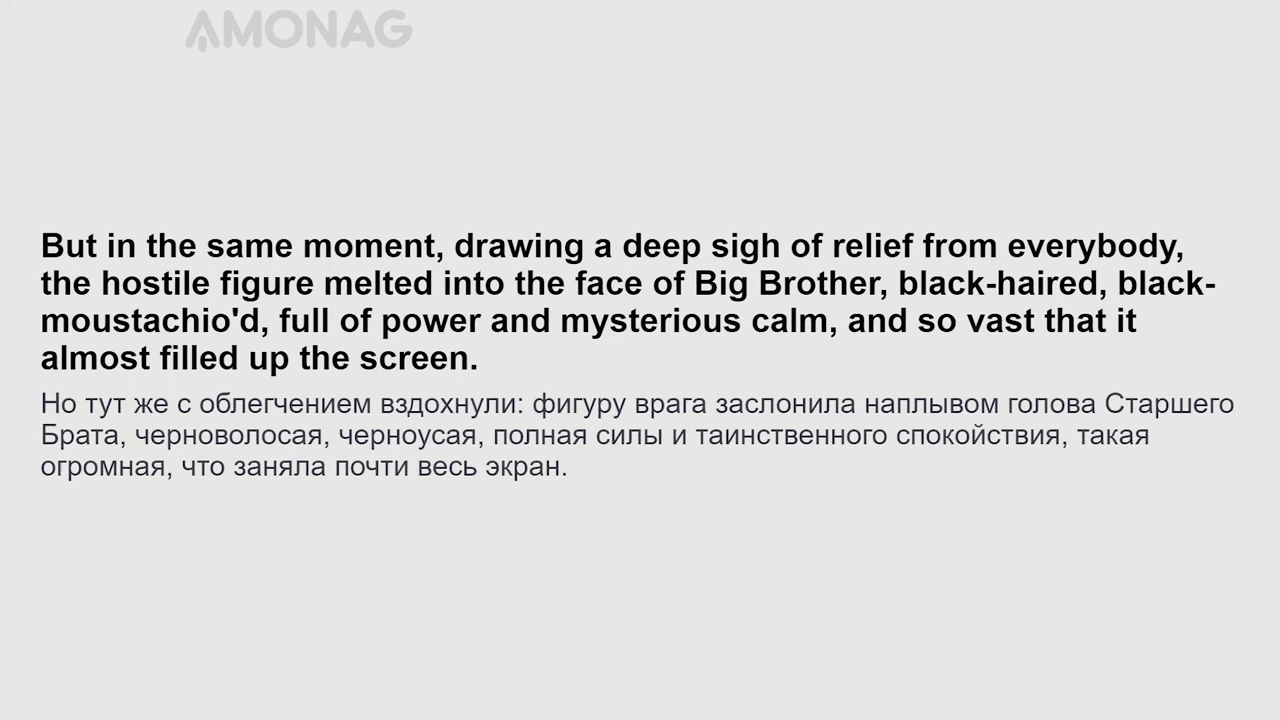 AMONAG
But in the same moment, drawing a deep sigh of relief from everybody,
the hostile figure melted into the face of Big Brother, black-haired, black-
moustachio'd, full of power and mysterious calm, and so vast that it
almost filled up the screen.
Но тут же с облегчением вздохнули: фигуру врага заслонила наплывом голова Старшего
Брата, черноволосая, черноусая, полная силы и таинственного спокойствия, такая
огромная, что заняла почти весь экран.